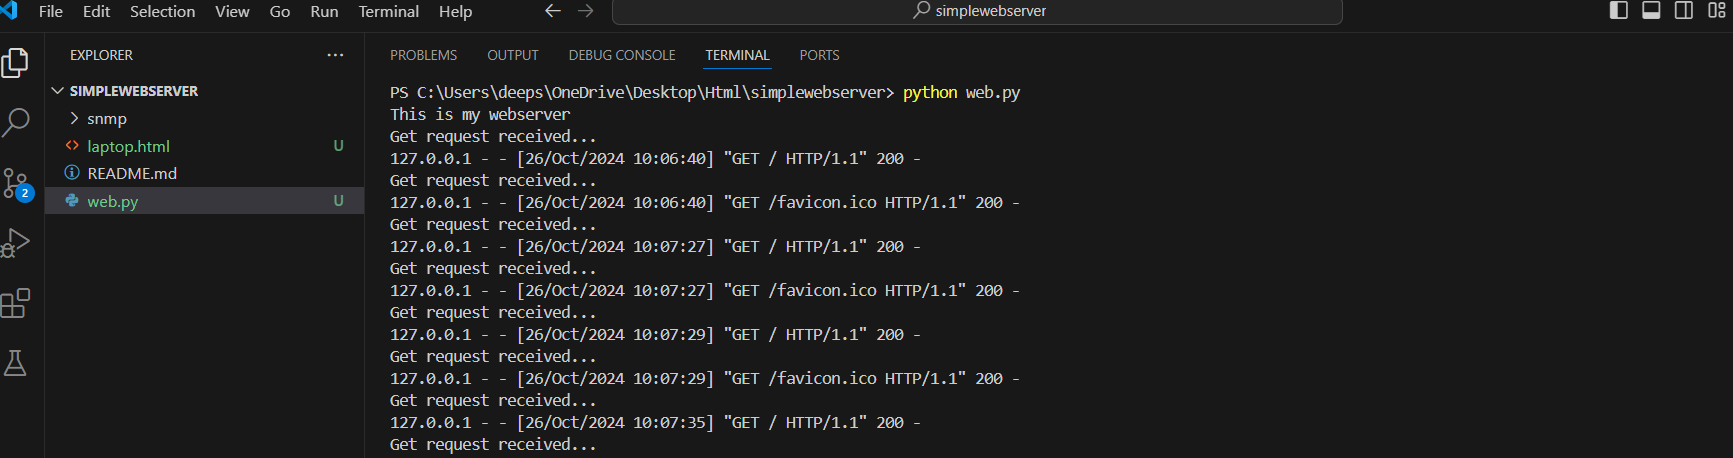 File Edit Selection View Go Run Terminal Help
simplewebserver
EXPLORER
SIMPLEWEBSERVER
snmp
laptop.html U
README.md
web.py U
2
PROBLEMS OUTPUT DEBUG CONSOLE TERMINAL PORTS
PS C:\Users\deeps\OneDrive\Desktop\Html\simplewebserver> python web.py
This is my webserver
Get request received...
127.0.0.1 - - [26/Oct/2024 10:06:40] "GET / HTTP/1.1" 200 -
Get request received...
127.0.0.1 - - [26/Oct/2024 10:06:40] "GET /favicon.ico HTTP/1.1" 200 -
Get request received...
127.0.0.1 - - [26/Oct/2024 10:07:27] "GET / HTTP/1.1" 200 -
Get request received...
127.0.0.1 - - [26/Oct/2024 10:07:27] "GET /favicon.ico HTTP/1.1" 200 -
Get request received...
127.0.0.1 - - [26/Oct/2024 10:07:29] "GET / HTTP/1.1" 200 -
Get request received...
127.0.0.1 - - [26/Oct/2024 10:07:29] "GET /favicon.ico HTTP/1.1" 200 -
Get request received...
127.0.0.1 - - [26/Oct/2024 10:07:35] "GET / HTTP/1.1" 200 -
Get request received...